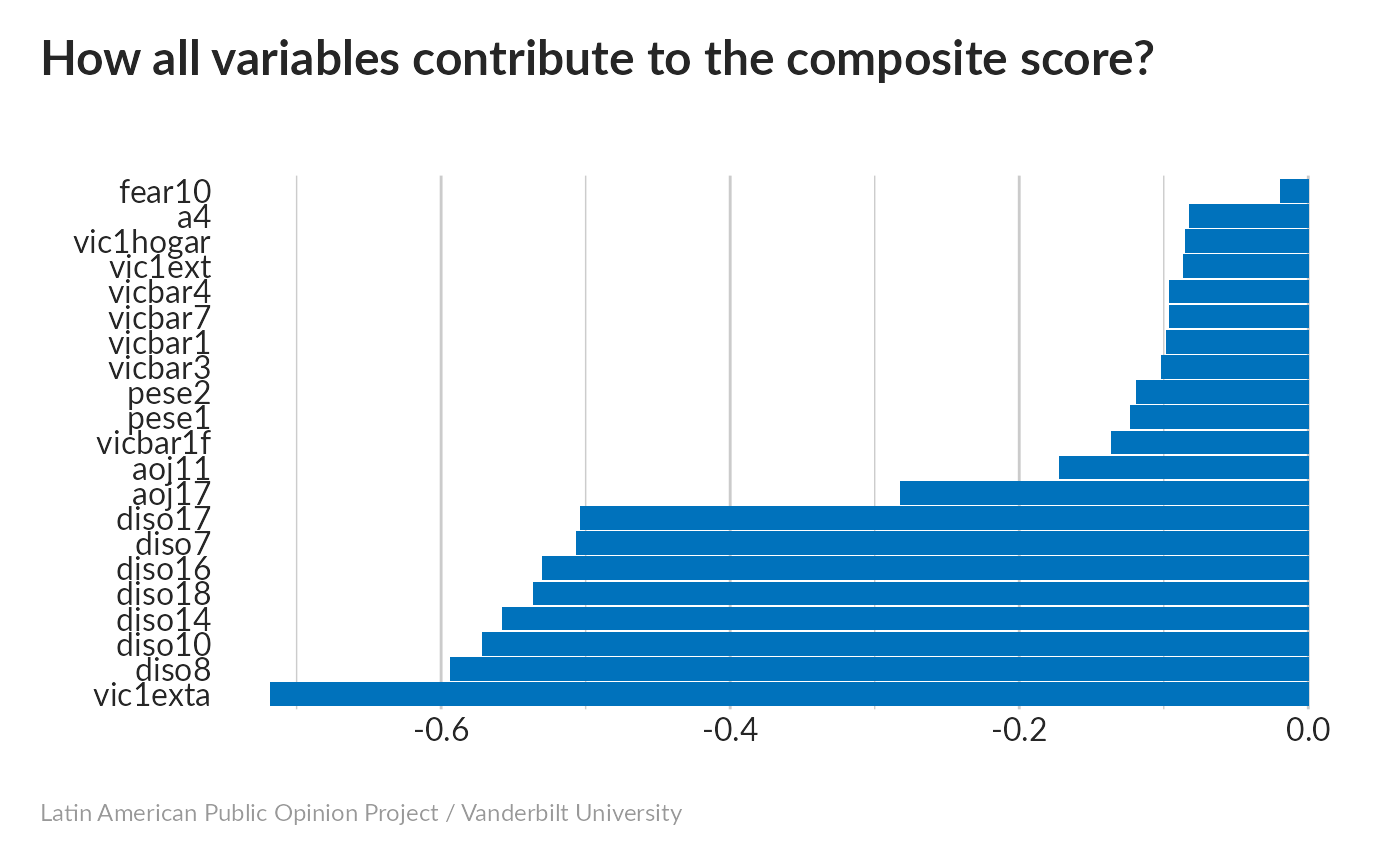 How all variables contribute to the composite score?
fear10
a4
vic1hogar
vic1ext
vicbar4
vicbar7
vicbar1
vicbar3
pese2
pese1
vicbar1f
aoj11
aoj17
diso17
diso7
diso16
diso18
diso14
diso10
diso8
vic1exta
-0.6 -0.4 -0.2 0.0
Latin American Public Opinion Project / Vanderbilt University